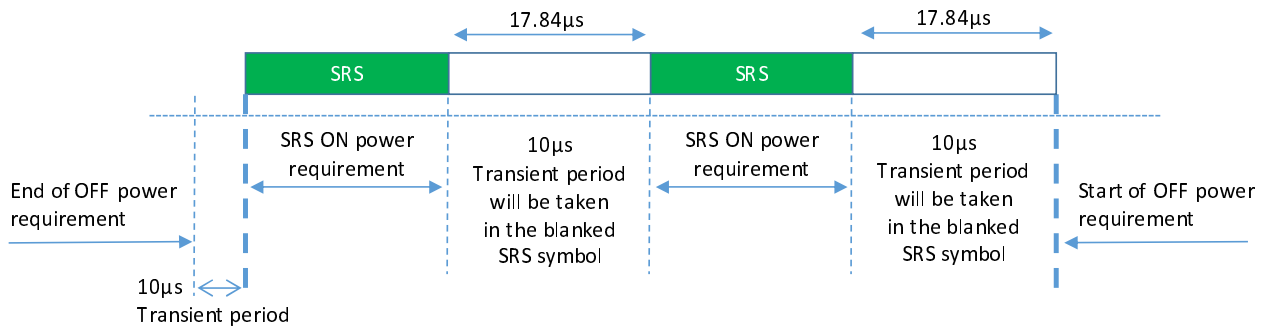 17.84µs
17.84µs
SRS
SRS
SRS ON power
requirement
10µs
Transient period
will be taken
in the blanked
SRS symbol
SRS ON power
requirement
10µs
Transient period
will be taken
in the blanked
SRS symbol
End of OFF power
requirement
Start of OFF power
requirement
10µs
Transient period